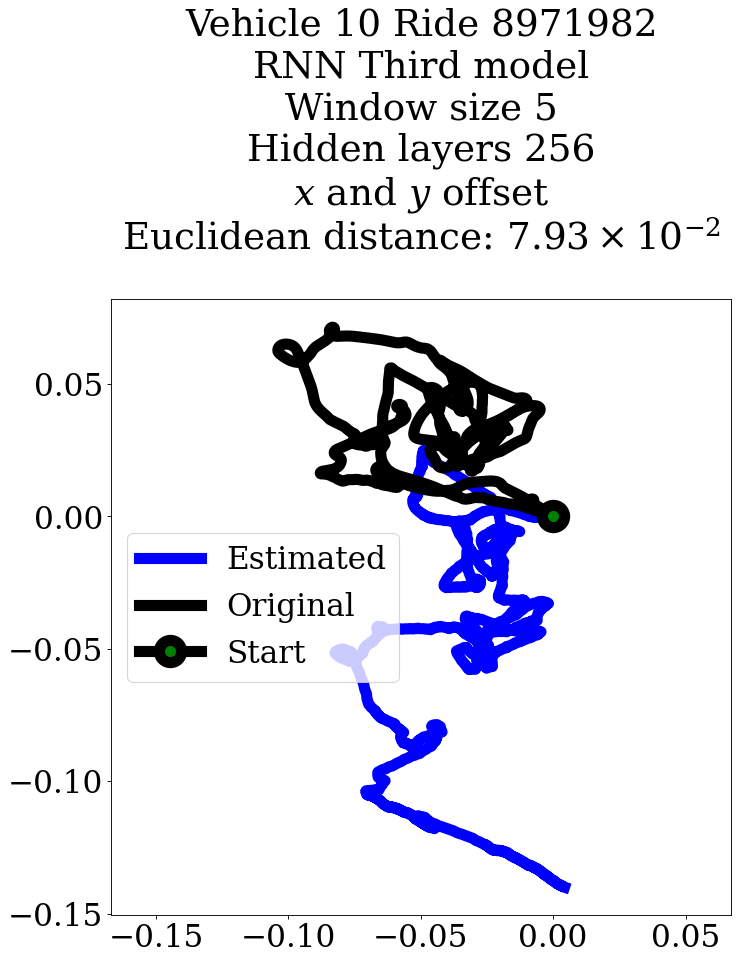 Vehicle 10 Ride 8971982
RNN Third model
Window size 5
Hidden layers 256
x and y offset
Euclidean distance: 7.93 × 10⁻²
0.05
0.00
−0.05
−0.10
−0.15
Estimated
Original
Start
−0.15 −0.10 −0.05 0.00 0.05